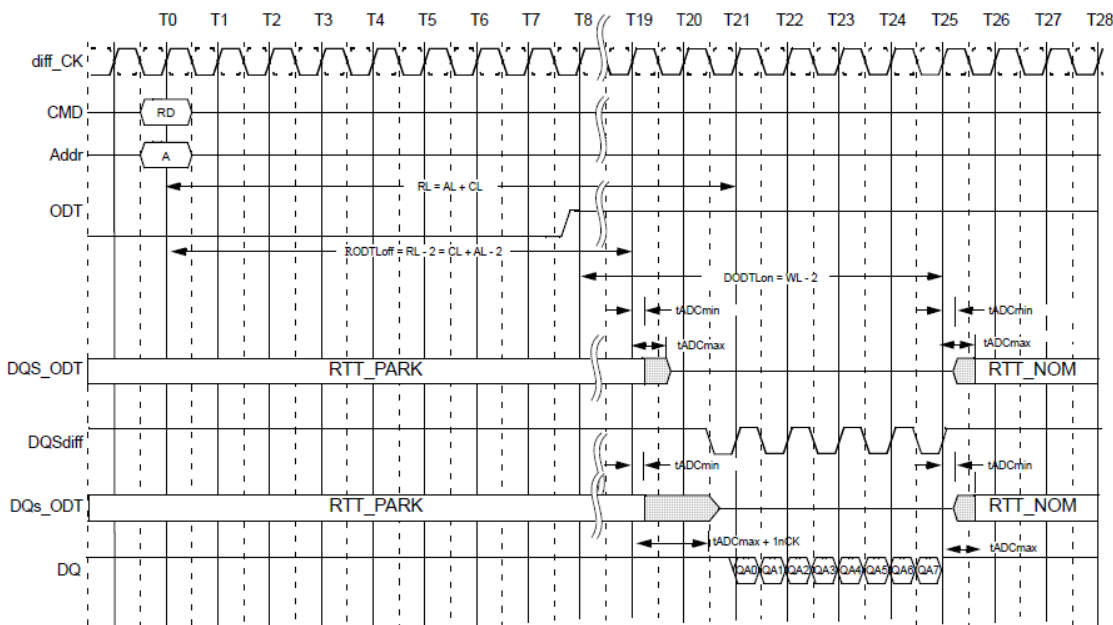 T0 T1 T2 T3 T4 T5 T6 T7 T8 T19 T20 T21 T22 T23 T24 T25 T26 T27 T28
diff_CK
CMD RD
Addr A
RL = AL + CL
ODT
RODTLoff = RL - 2 = CL + AL - 2
DODTLon = WL - 2
tADCmin tADCmin
tADCmax tADCmax
DQS_ODT RTT_PARK RTT_NOM
DQSdiff
tADCmin tADCmin
DQs_ODT RTT_PARK RTT_NOM
tADCmax + 1nCK tADCmax
DQ QA0 QA1 QA2 QA3 QA4 QA5 QA6 QA7